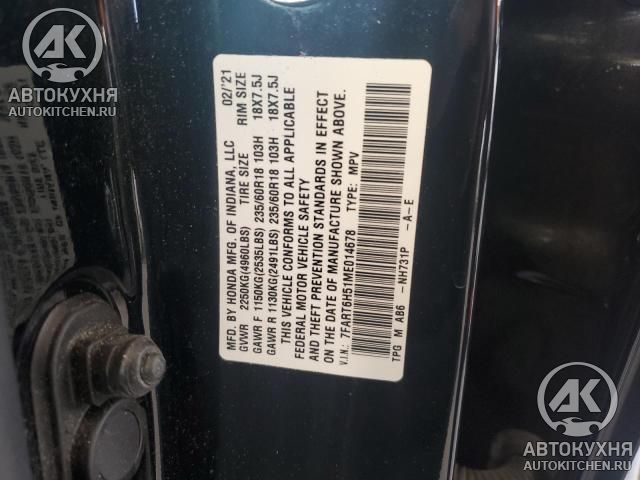 АК
АВТОКУХНЯ
AUTOKITCHEN.RU
MFD. BY HONDA MFG. OF INDIANA, LLC 02/'21
GVWR 2250KG(4960LBS) TIRE SIZE RIM SIZE
GAWR F 1150KG(2535LBS) 235/60R18 103H 18X7.5J
GAWR R 1130KG(2491LBS) 235/60R18 103H 18X7.5J
THIS VEHICLE CONFORMS TO ALL APPLICABLE
FEDERAL MOTOR VEHICLE SAFETY
AND THEFT PREVENTION STANDARDS IN EFFECT
ON THE DATE OF MANUFACTURE SHOWN ABOVE.
V.I.N.: 7FART6H51ME014678 TYPE: MPV
TPG M AB6 -NH731P -A-E
АК
АВТОКУХНЯ
AUTOKITCHEN.RU